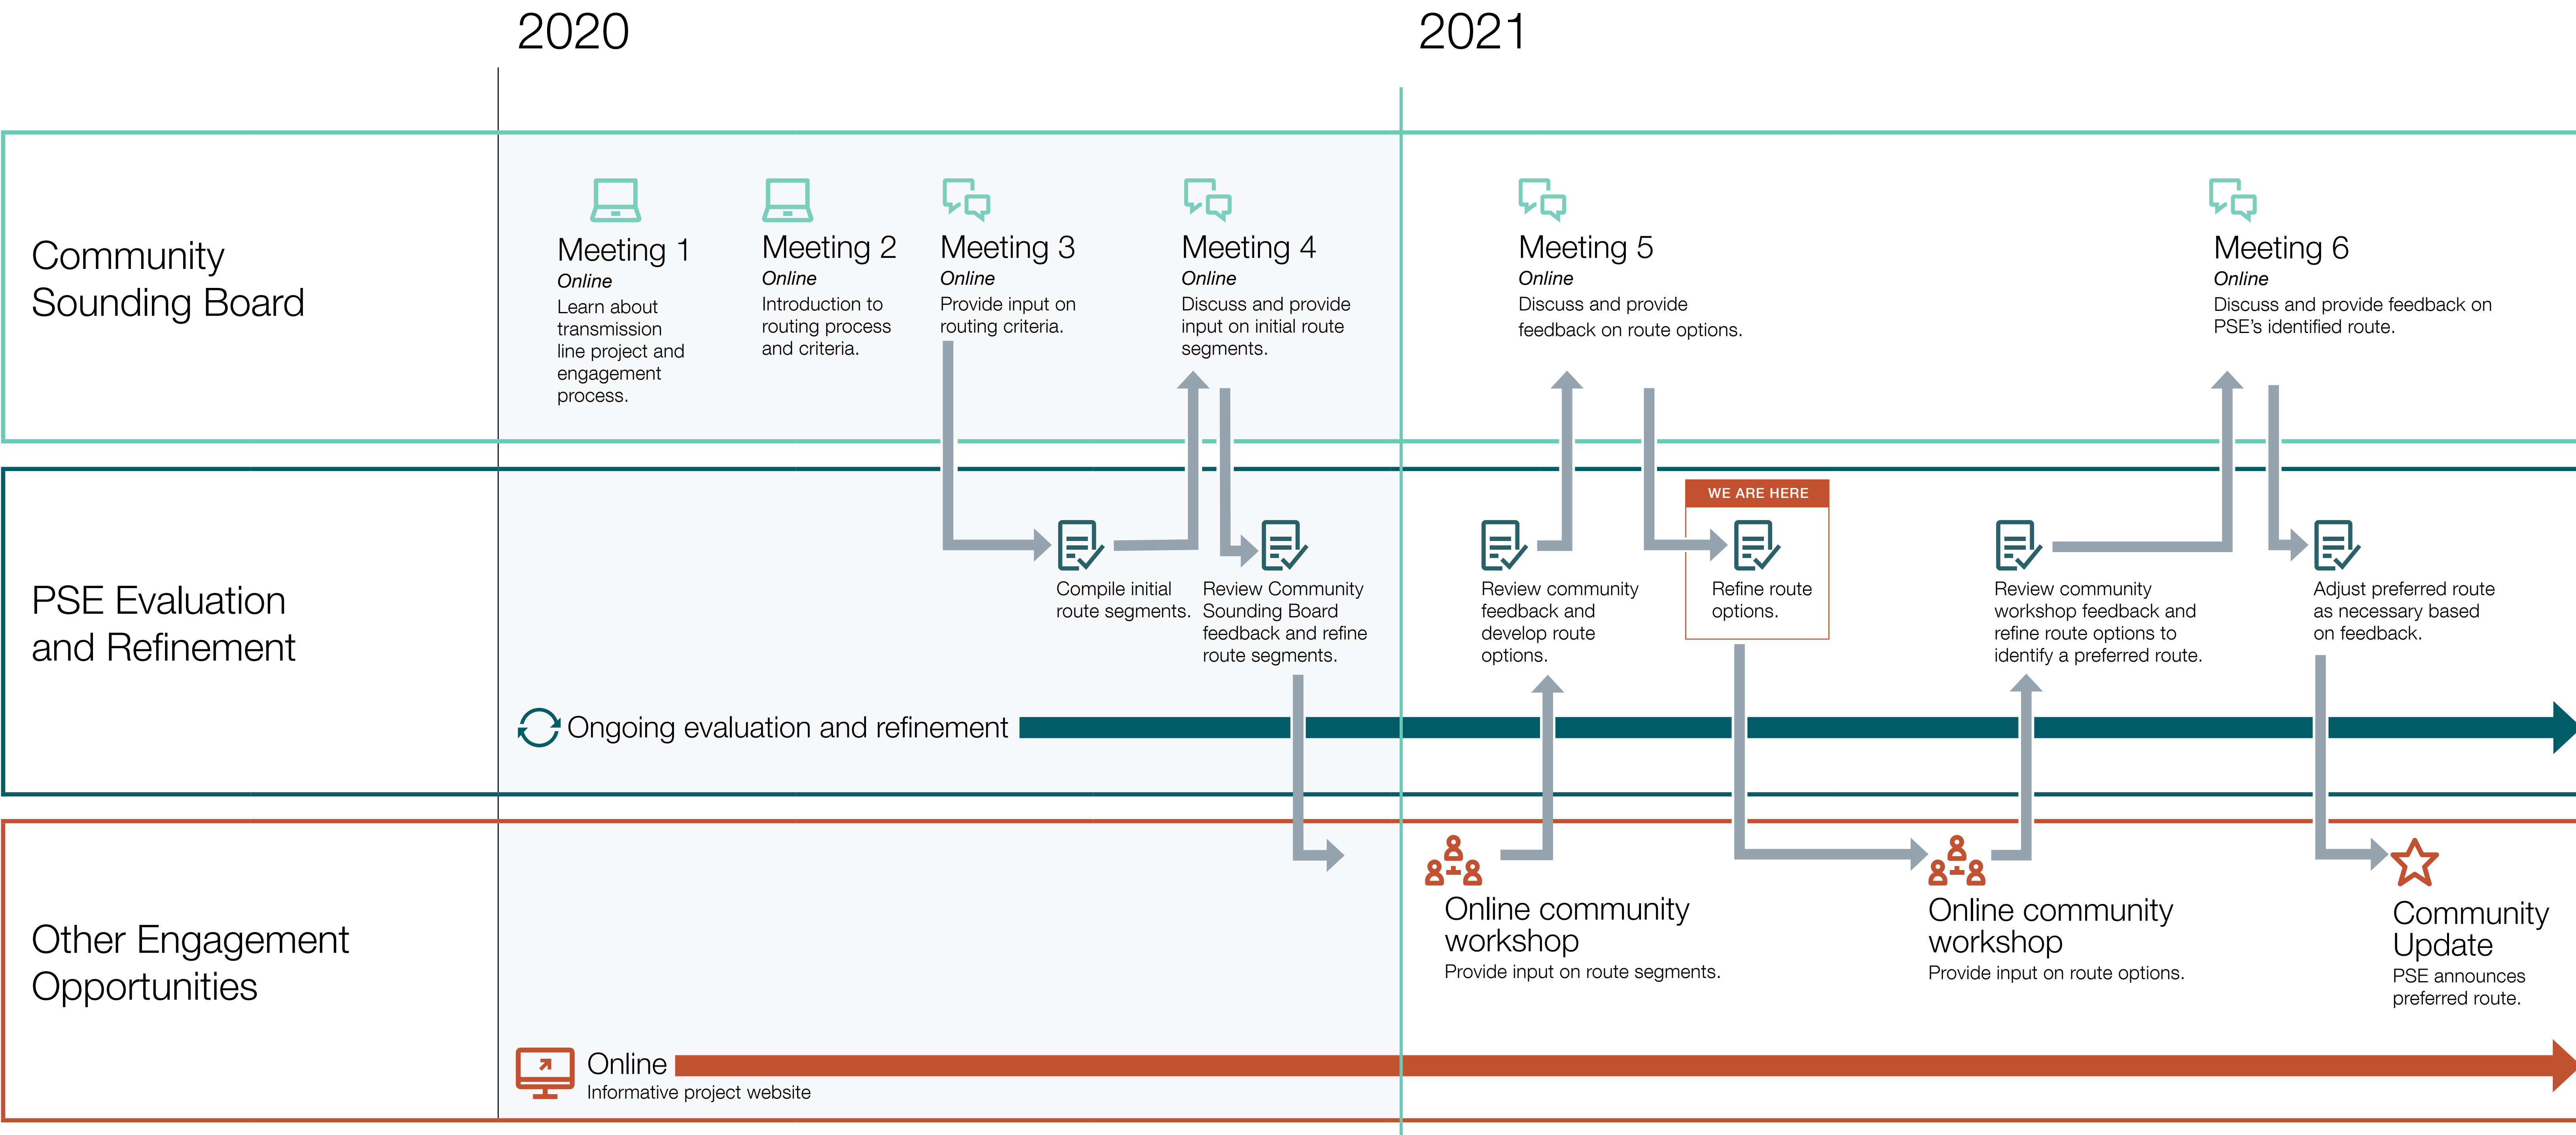 2020
2021
Community
Sounding Board
Meeting 1
Online
Learn about
transmission
line project and
engagement
process.
Meeting 2
Online
Introduction to
routing process
and criteria.
Meeting 3
Online
Provide input on
routing criteria.
Meeting 4
Online
Discuss and provide
input on initial route
segments.
Meeting 5
Online
Discuss and provide
feedback on route options.
Meeting 6
Online
Discuss and provide feedback on
PSE’s identified route.
PSE Evaluation
and Refinement
Compile initial
route segments.
Review Community
Sounding Board
feedback and refine
route segments.
Review community
feedback and
develop route
options.
WE ARE HERE
Refine route
options.
Review community
workshop feedback and
refine route options to
identify a preferred route.
Adjust preferred route
as necessary based
on feedback.
Ongoing evaluation and refinement
Other Engagement
Opportunities
Online community
workshop
Provide input on route segments.
Online community
workshop
Provide input on route options.
Community
Update
PSE announces
preferred route.
Online
Informative project website